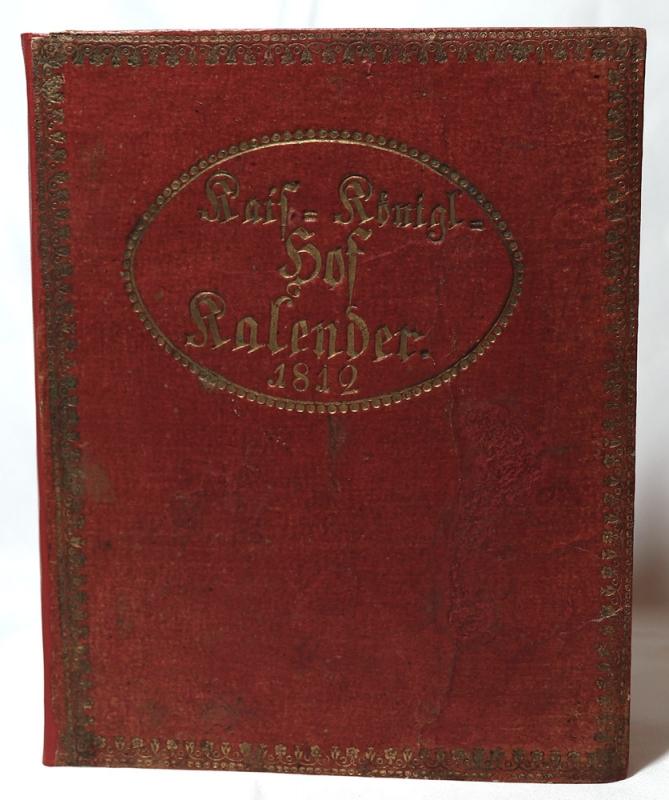 Kaiſ= Königl=
Hof
Kalender.
1812